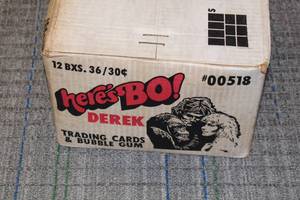 12 BXS. 36/30¢
#00518
here's BO!
DEREK
TRADING CARDS
& BUBBLE GUM